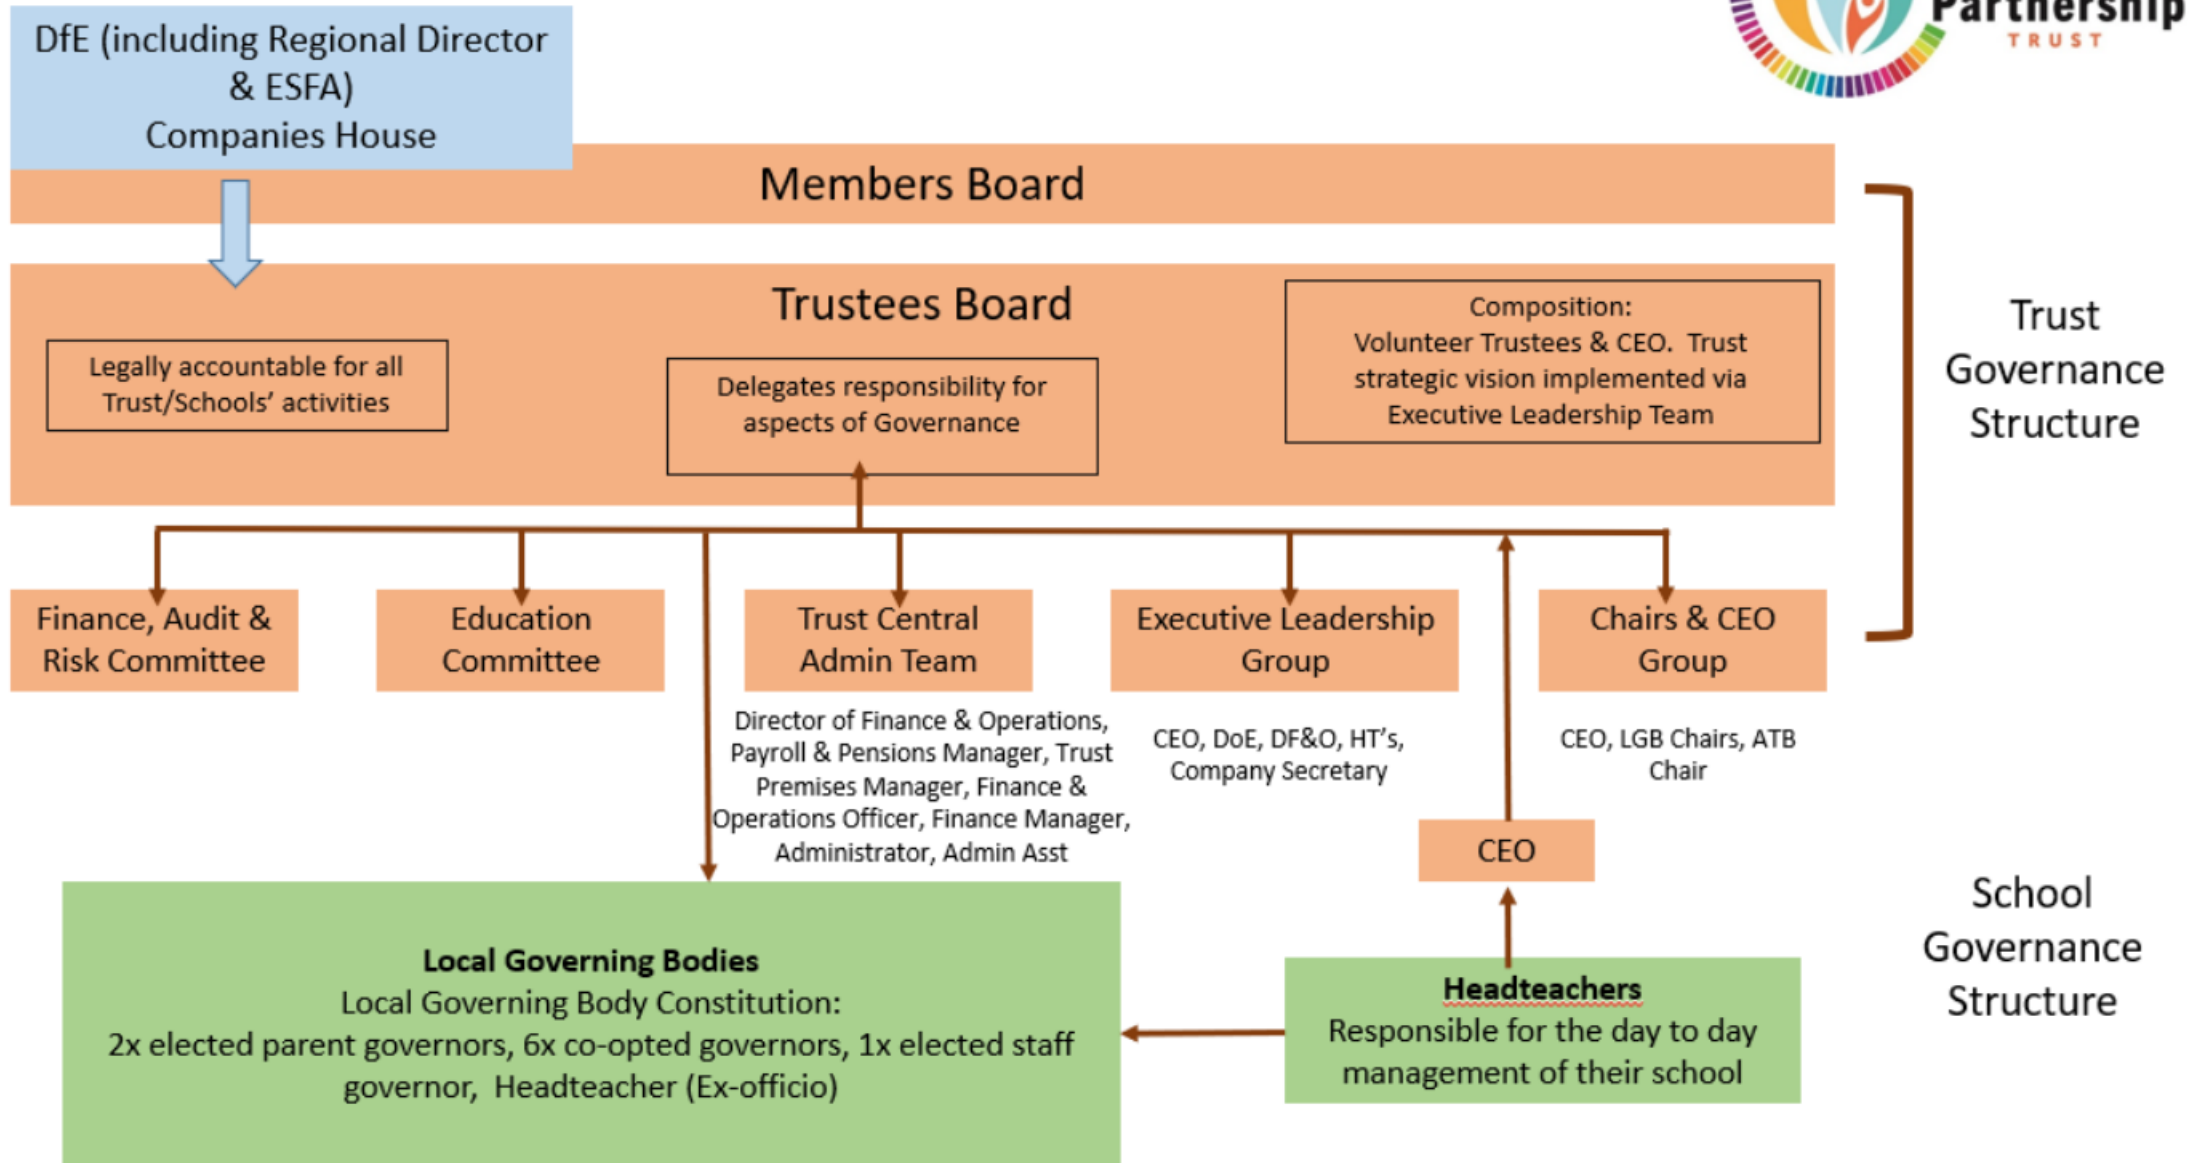 Partnership
TRUST
DfE (including Regional Director
& ESFA)
Companies House
Members Board
Trustees Board
Legally accountable for all
Trust/Schools’ activities
Delegates responsibility for
aspects of Governance
Composition:
Volunteer Trustees & CEO. Trust
strategic vision implemented via
Executive Leadership Team
Trust
Governance
Structure
Finance, Audit &
Risk Committee
Education
Committee
Trust Central
Admin Team
Executive Leadership
Group
Chairs & CEO
Group
Director of Finance & Operations,
Payroll & Pensions Manager, Trust
Premises Manager, Finance &
Operations Officer, Finance Manager,
Administrator, Admin Asst
CEO, DoE, DF&O, HT’s,
Company Secretary
CEO, LGB Chairs, ATB
Chair
CEO
School
Governance
Structure
Local Governing Bodies
Local Governing Body Constitution:
2x elected parent governors, 6x co-opted governors, 1x elected staff
governor, Headteacher (Ex-officio)
Headteachers
Responsible for the day to day
management of their school